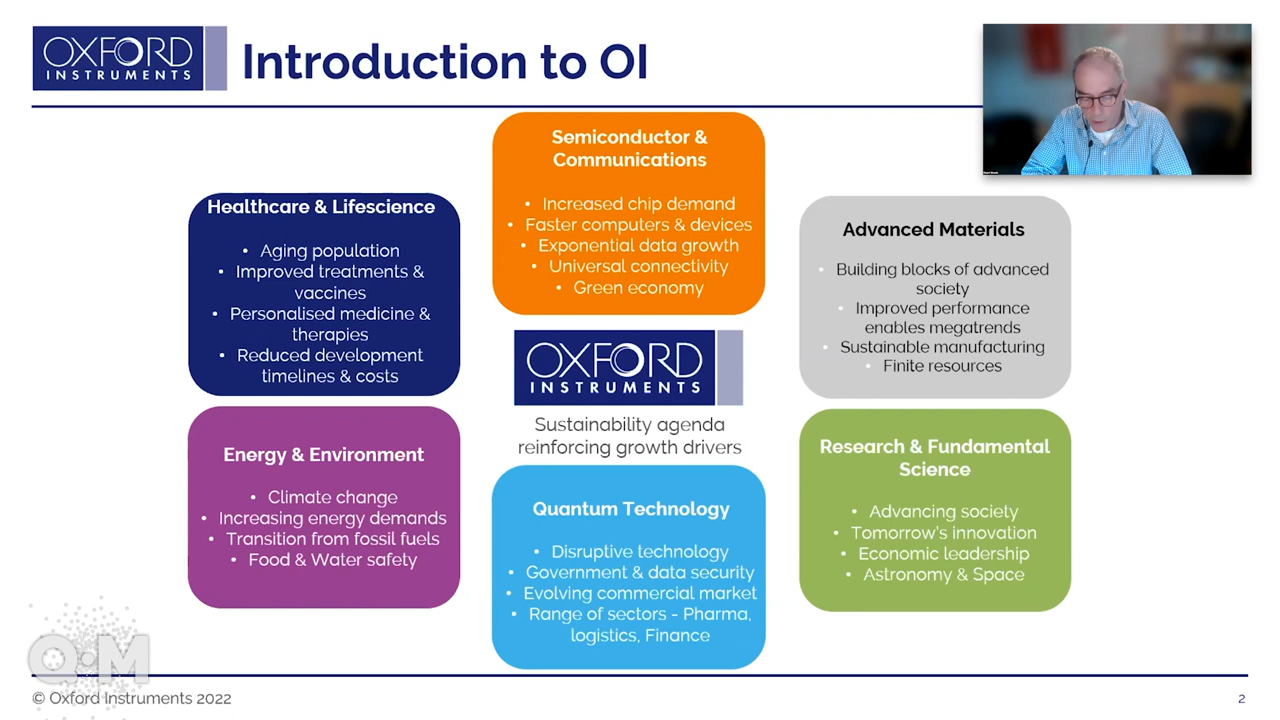 OXFORD
INSTRUMENTS
Introduction to OI
Semiconductor &
Communications
• Increased chip demand
• Faster computers & devices
• Exponential data growth
• Universal connectivity
• Green economy
Healthcare & Lifescience
• Aging population
• Improved treatments &
vaccines
• Personalised medicine &
therapies
• Reduced development
timelines & costs
Advanced Materials
• Building blocks of advanced
society
• Improved performance
enables megatrends
• Sustainable manufacturing
• Finite resources
OXFORD
INSTRUMENTS
Sustainability agenda
reinforcing growth drivers
Energy & Environment
• Climate change
• Increasing energy demands
• Transition from fossil fuels
• Food & Water safety
Quantum Technology
• Disruptive technology
• Government & data security
• Evolving commercial market
• Range of sectors - Pharma,
logistics, Finance
Research & Fundamental
Science
• Advancing society
• Tomorrow's innovation
• Economic leadership
• Astronomy & Space
QM
© Oxford Instruments 2022
2